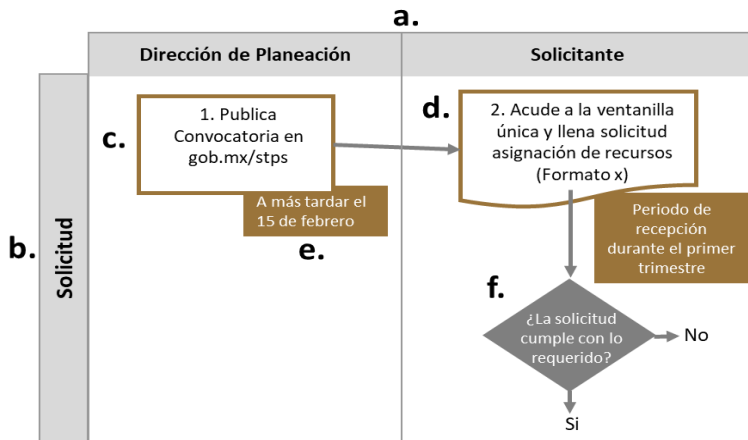 a.
Dirección de Planeación
Solicitante
c.
1. Publica
Convocatoria en
gob.mx/stps
A más tardar el
15 de febrero
e.
d.
2. Acude a la ventanilla
única y llena solicitud
asignación de recursos
(Formato x)
Periodo de
recepción
durante el primer
trimestre
b.
Solicitud
f.
¿La solicitud
cumple con lo
requerido?
No
Si